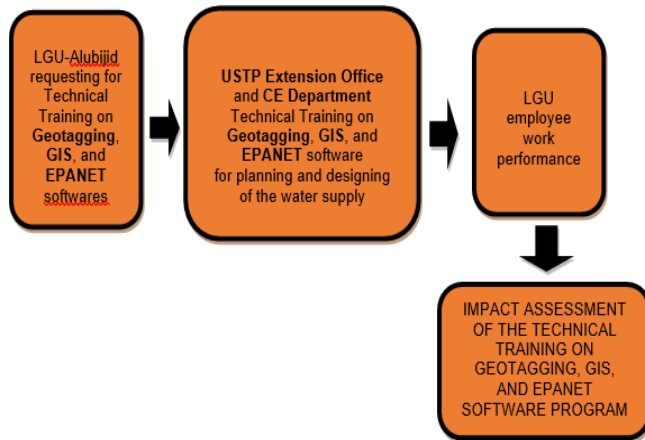 LGU-Alubijid
requesting for
Technical
Training on
Geotagging,
GIS, and
EPANET
softwares
USTP Extension Office
and CE Department
Technical Training on
Geotagging, GIS, and
EPANET software
for planning and designing
of the water supply
LGU
employee
work
performance
IMPACT ASSESSMENT
OF THE TECHNICAL
TRAINING ON
GEOTAGGING, GIS,
AND EPANET
SOFTWARE PROGRAM